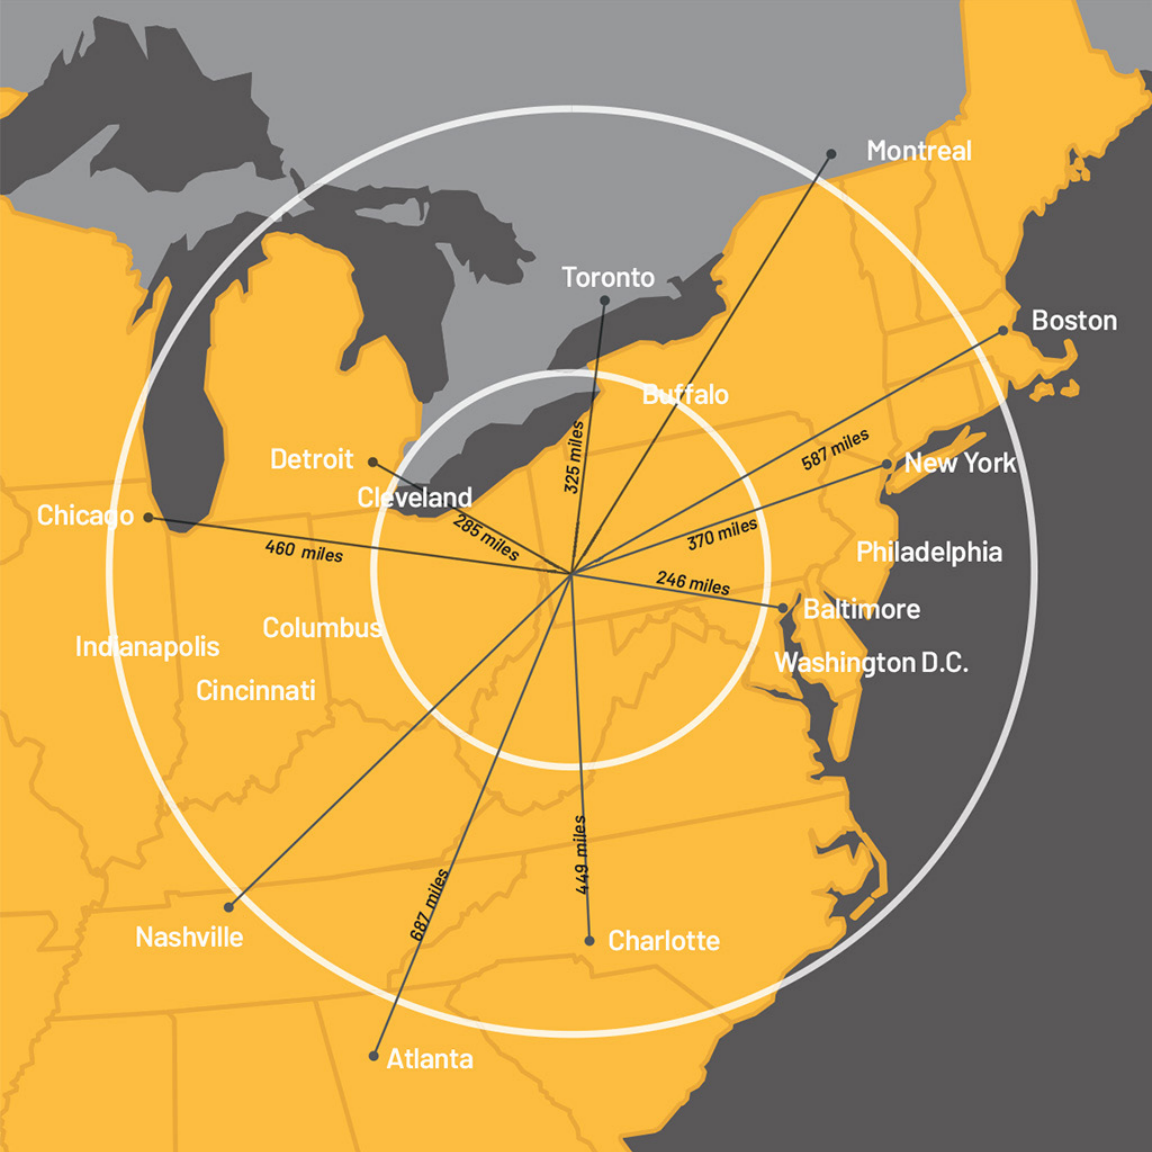 Montreal
Toronto
Boston
Buffalo
587 miles
325 miles
Detroit
New York
Cleveland
Chicago
285 miles
370 miles
460 miles
Philadelphia
246 miles
Baltimore
Columbus
Indianapolis
Washington D.C.
Cincinnati
449 miles
687 miles
Nashville
Charlotte
Atlanta